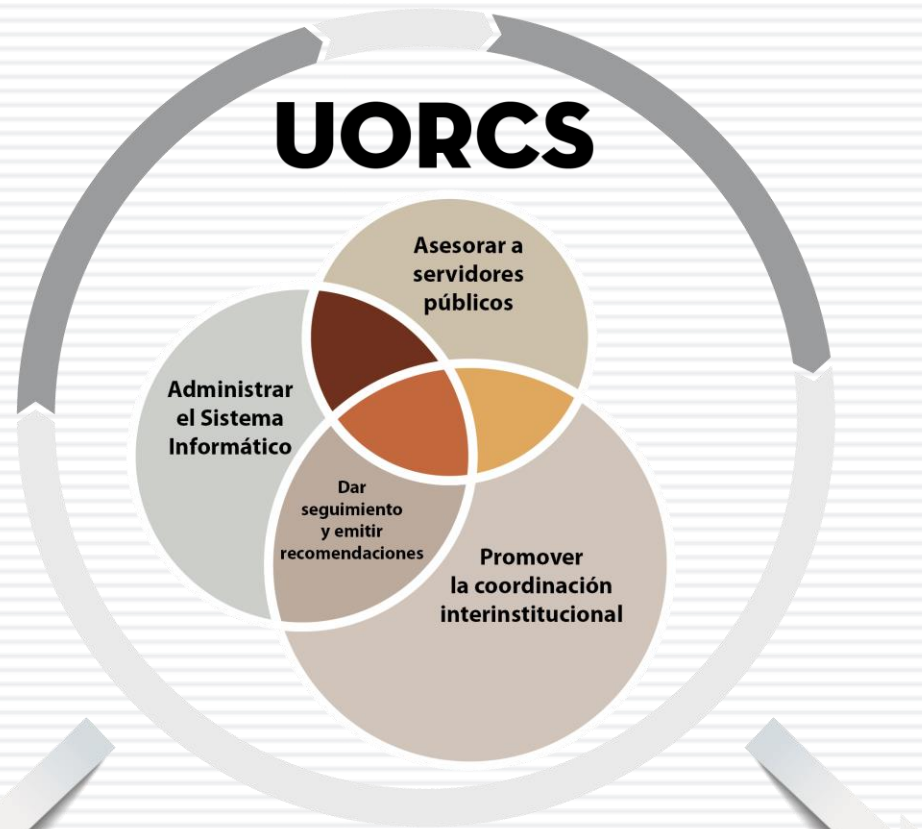 UORCS
Asesorar a
servidores
públicos
Administrar
el Sistema
Informático
Dar
seguimiento
y emitir
recomendaciones
Promover
la coordinación
interinstitucional